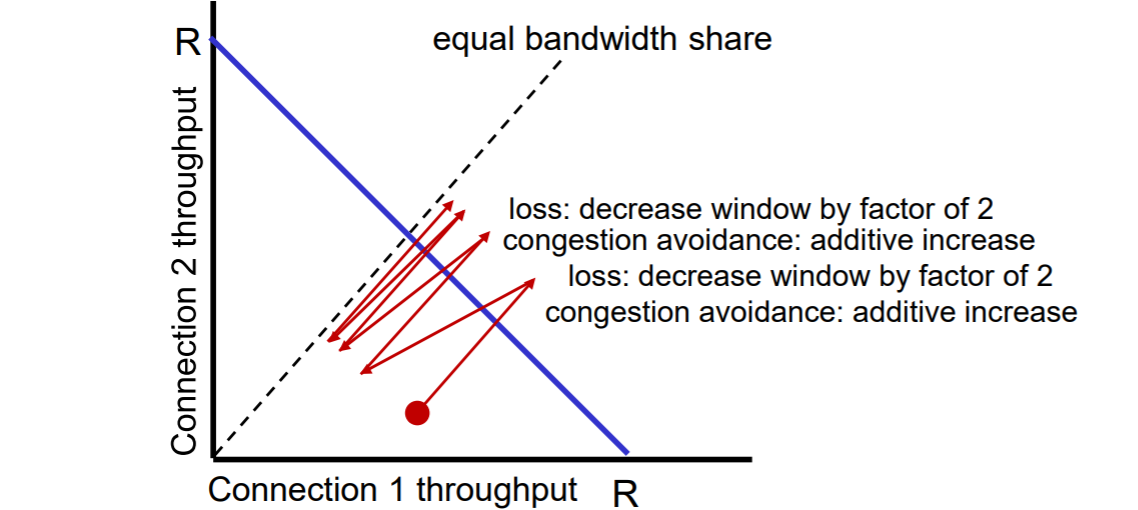 R
equal bandwidth share
Connection 2 throughput
loss: decrease window by factor of 2
congestion avoidance: additive increase
loss: decrease window by factor of 2
congestion avoidance: additive increase
Connection 1 throughput
R